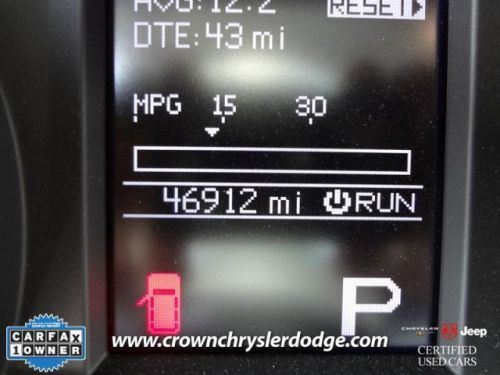 AVG:12.2 RESET
DTE:43 mi
MPG 15 30
46912 mi RUN
P
CARFAX
1 OWNER
www.crownchryslerdodge.com
CHRYSLER Jeep
CERTIFIED
USED CARS